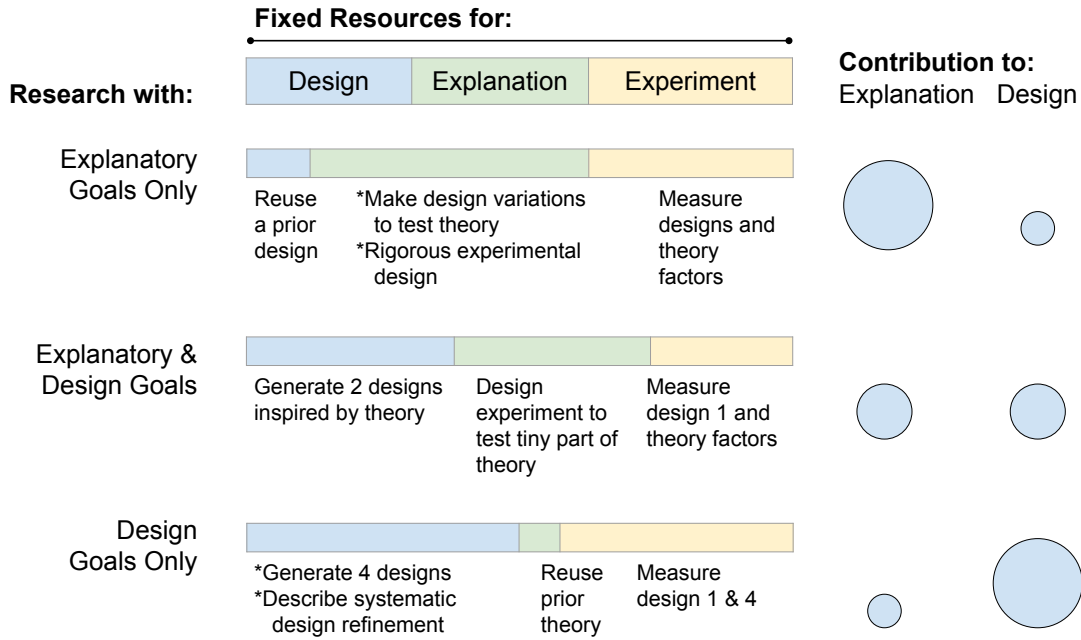 Fixed Resources for:
Research with:
Design
Explanation
Experiment
Contribution to:
Explanation
Design
Explanatory
Goals Only
Reuse
a prior
design
*Make design variations
to test theory
*Rigorous experimental
design
Measure
designs and
theory
factors
Explanatory &
Design Goals
Generate 2 designs
inspired by theory
Design
experiment to
test tiny part of
theory
Measure
design 1 and
theory factors
Design
Goals Only
*Generate 4 designs
*Describe systematic
design refinement
Reuse
prior
theory
Measure
design 1 & 4